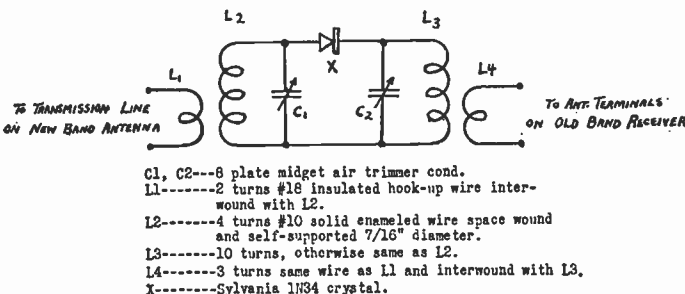 L2
L3
L1
L4
X
C1
C2
TO TRANSMISSION LINE
ON NEW BAND ANTENNA
TO ANT. TERMINALS
ON OLD BAND RECEIVER
C1, C2---8 plate midget air trimmer cond.
L1-------2 turns #18 insulated hook-up wire inter-
wound with L2.
L2-------4 turns #10 solid enameled wire space wound
and self-supported 7/16" diameter.
L3-------10 turns, otherwise same as L2.
L4-------3 turns same wire as L1 and interwound with L3.
X--------Sylvania 1N34 crystal.